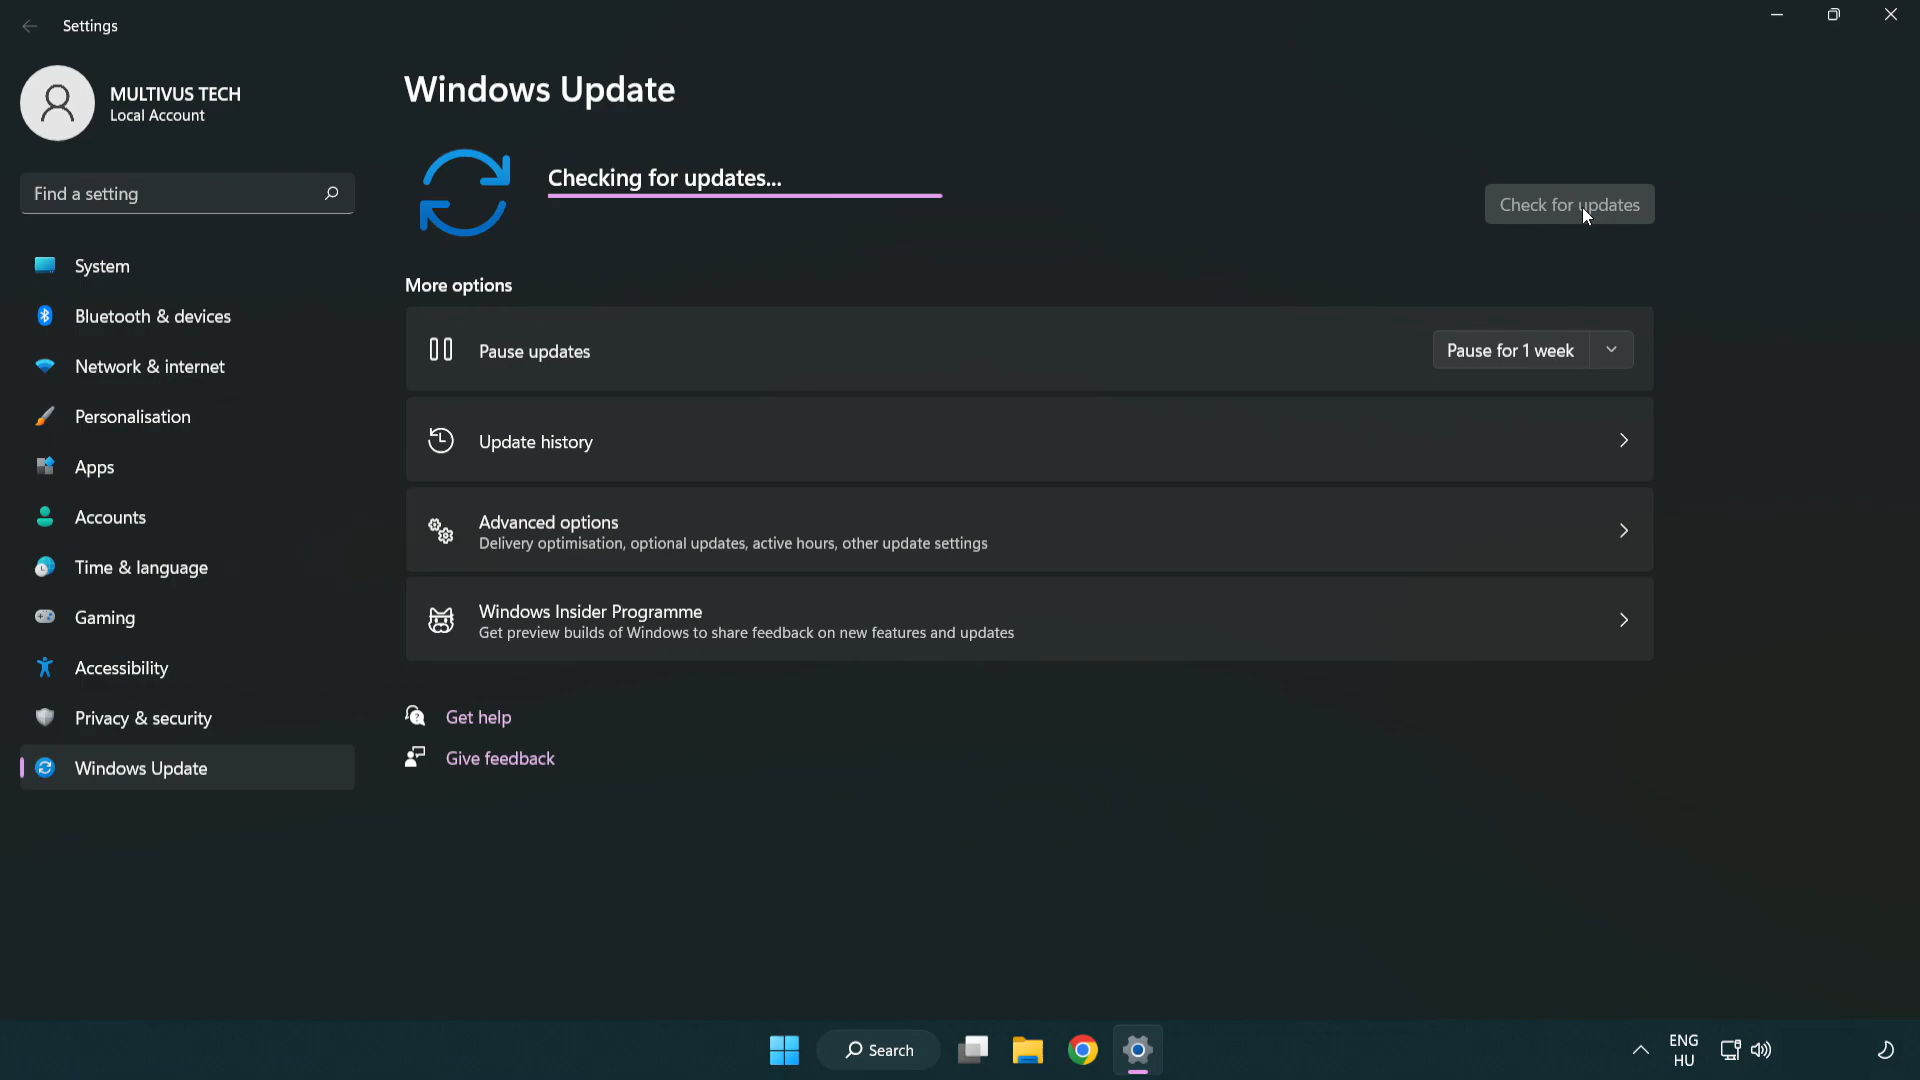 Settings
MULTIVUS TECH
Local Account
Find a setting
System
Bluetooth & devices
Network & internet
Personalisation
Apps
Accounts
Time & language
Gaming
Accessibility
Privacy & security
Windows Update
Windows Update
Checking for updates...
Check for updates
More options
Pause updates
Pause for 1 week
Update history
Advanced options
Delivery optimisation, optional updates, active hours, other update settings
Windows Insider Programme
Get preview builds of Windows to share feedback on new features and updates
Get help
Give feedback
Search
ENG
HU